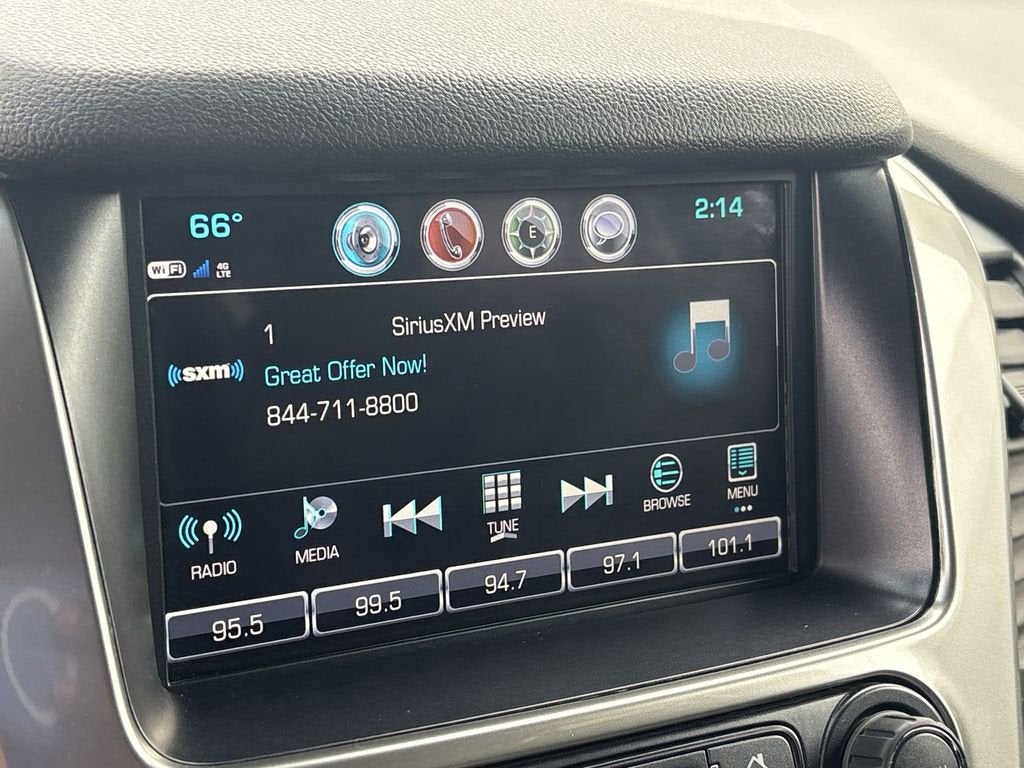 66° E 2:14
WiFi 4G LTE
1 SiriusXM Preview
sxm
Great Offer Now!
844-711-8800
RADIO MEDIA TUNE BROWSE MENU
95.5 99.5 94.7 97.1 101.1